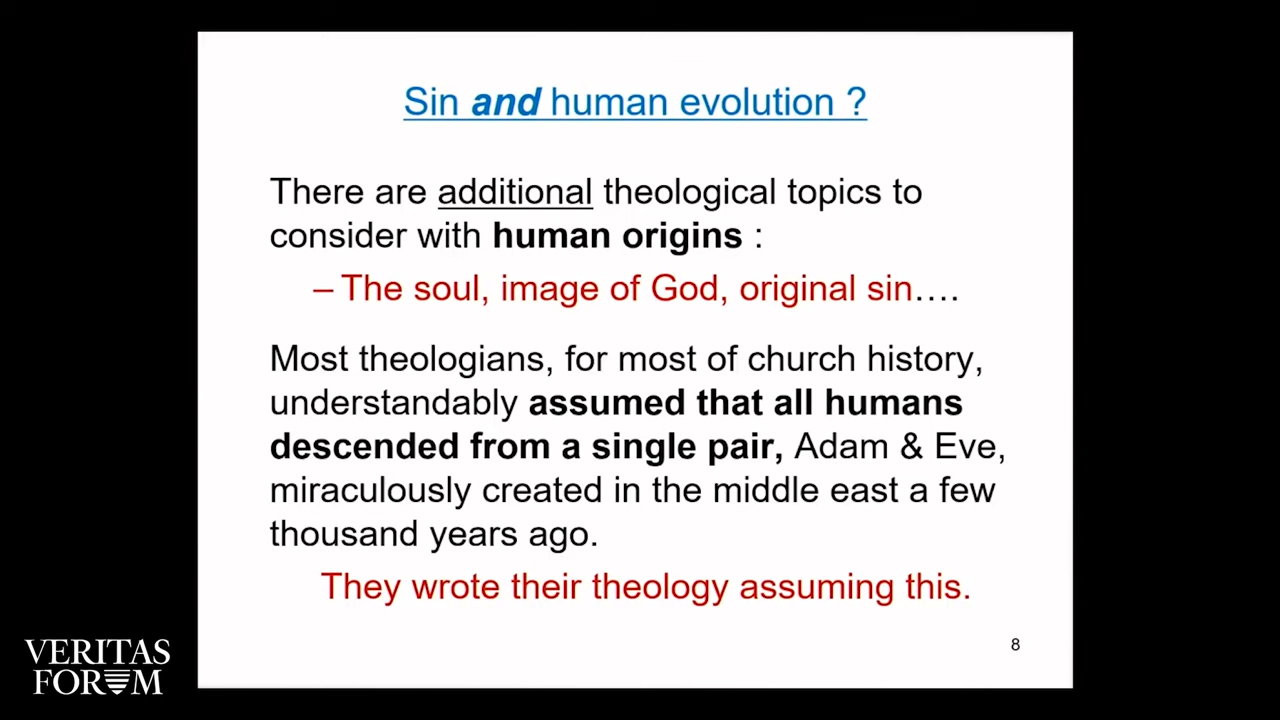 Sin and human evolution ?
There are additional theological topics to
consider with human origins :
– The soul, image of God, original sin….
Most theologians, for most of church history,
understandably assumed that all humans
descended from a single pair, Adam & Eve,
miraculously created in the middle east a few
thousand years ago.
They wrote their theology assuming this.
8
VERITAS
FORUM